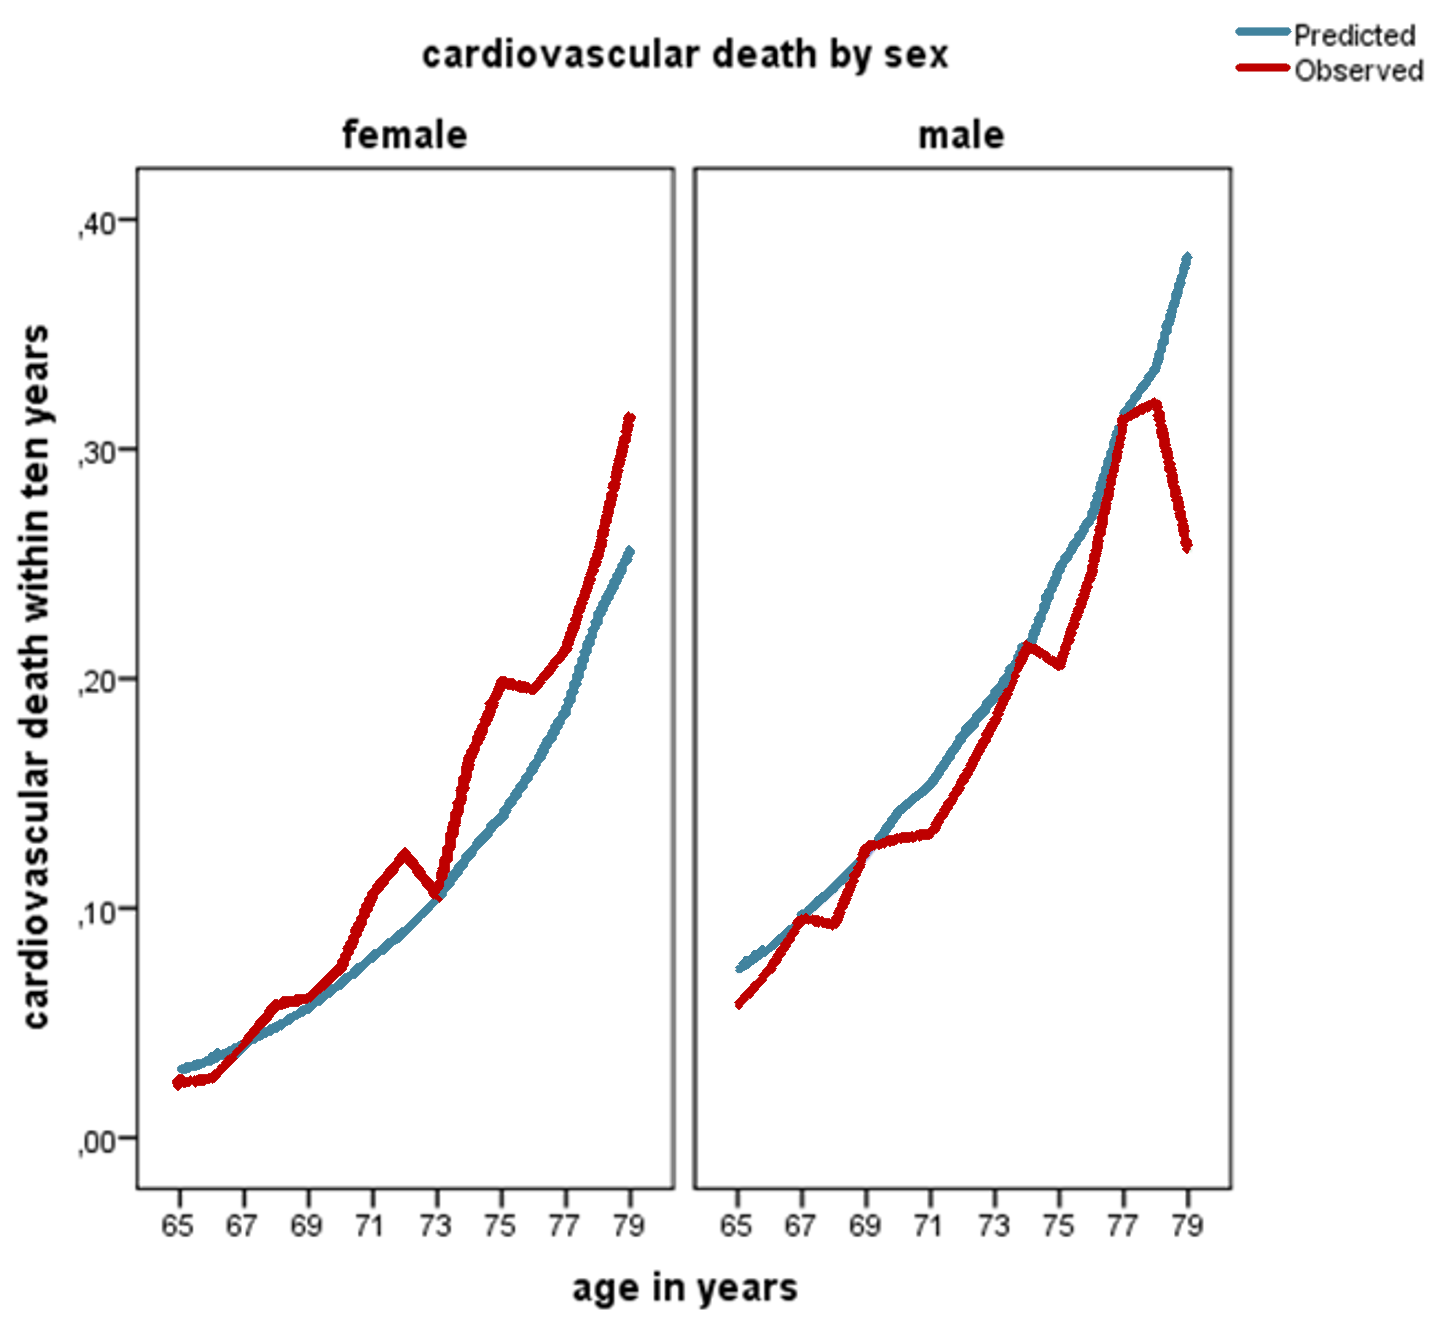 cardiovascular death by sex
Predicted
Observed
female
male
cardiovascular death within ten years
,40
,30
,20
,10
,00
65 67 69 71 73 75 77 79
65 67 69 71 73 75 77 79
age in years